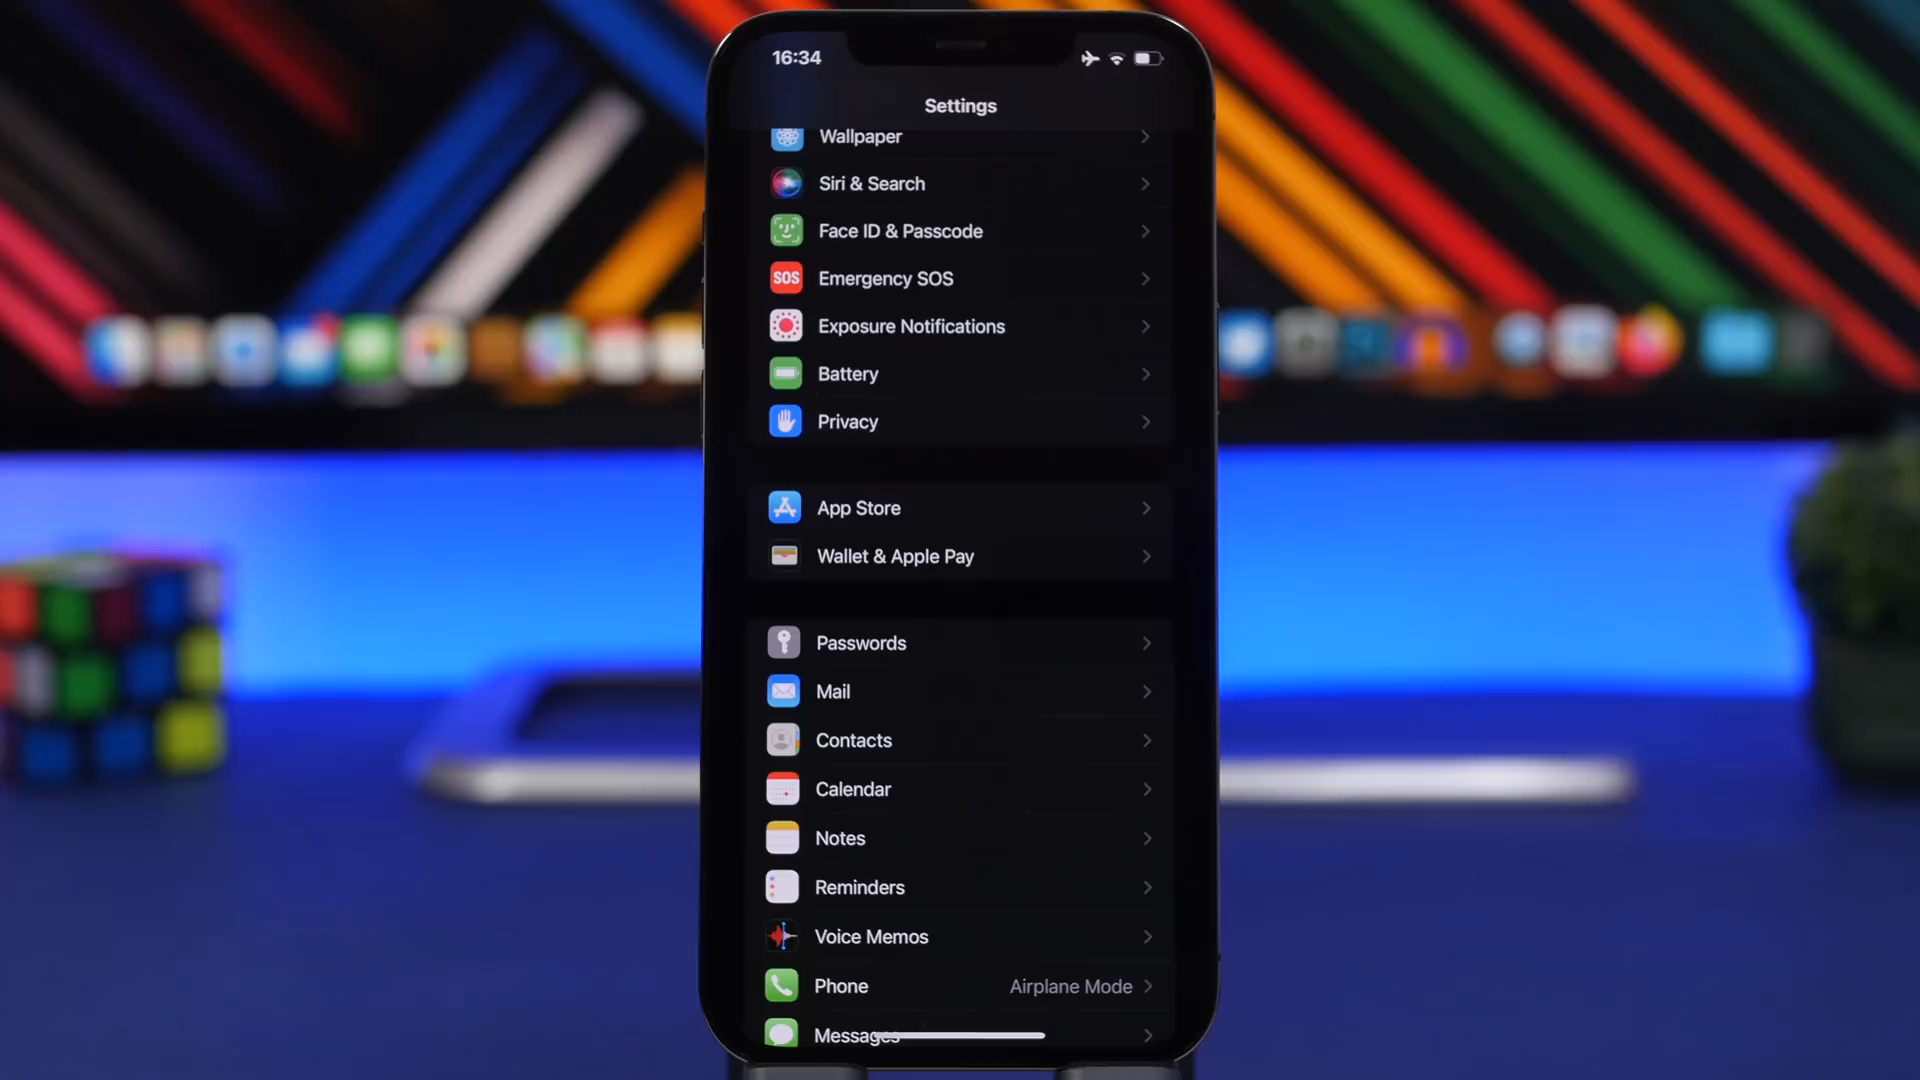 16:34
Settings
Wallpaper
Siri & Search
Face ID & Passcode
SOS Emergency SOS
Exposure Notifications
Battery
Privacy
App Store
Wallet & Apple Pay
Passwords
Mail
Contacts
Calendar
Notes
Reminders
Voice Memos
Phone Airplane Mode
Messages